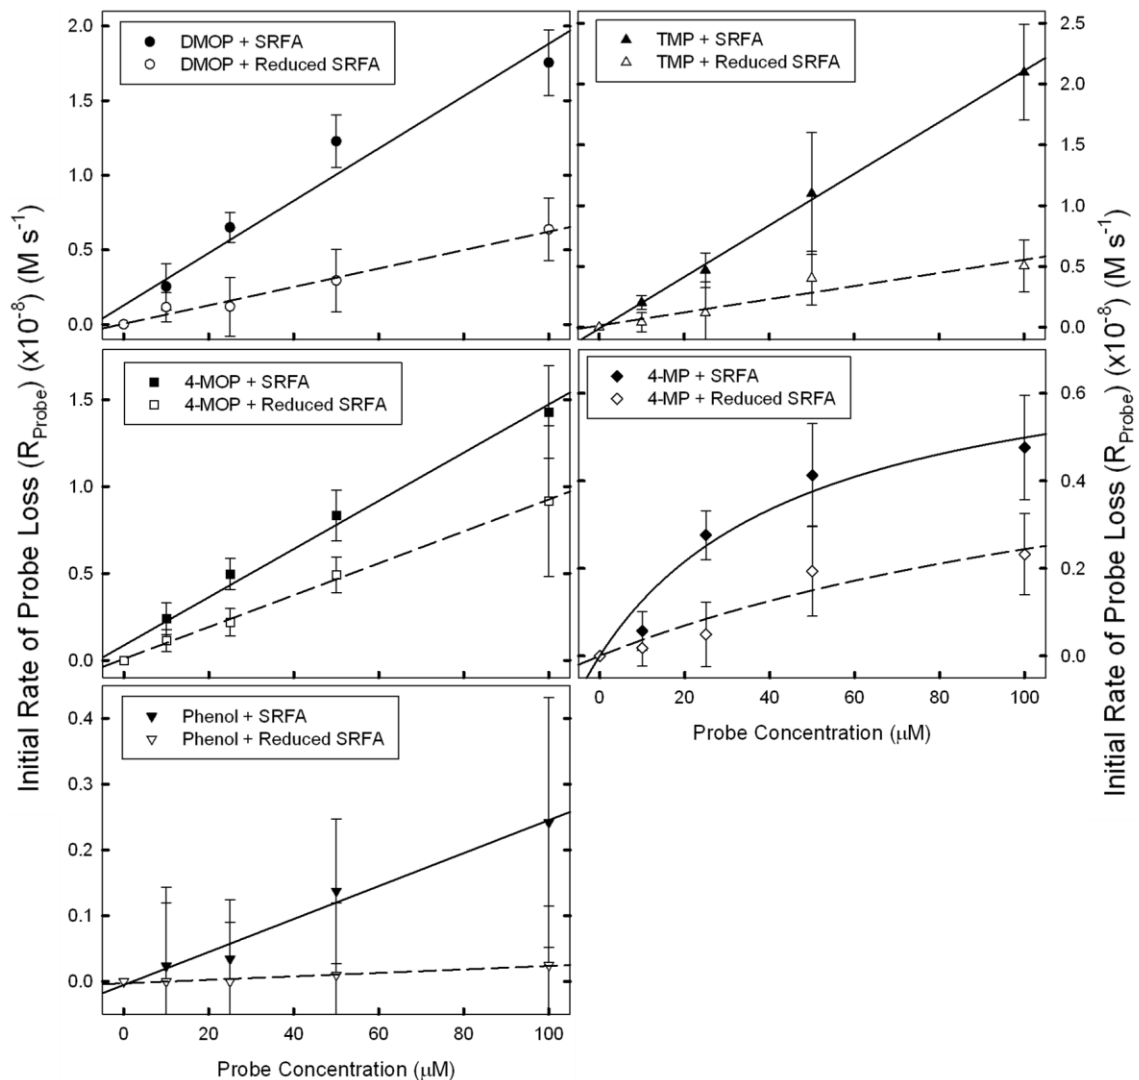 Initial Rate of Probe Loss (R_Probe) (x10^-8) (M s^-1)
DMOP + SRFA
DMOP + Reduced SRFA
2.0
1.5
1.0
0.5
0.0
TMP + SRFA
TMP + Reduced SRFA
2.5
2.0
1.5
1.0
0.5
0.0
4-MOP + SRFA
4-MOP + Reduced SRFA
1.5
1.0
0.5
0.0
4-MP + SRFA
4-MP + Reduced SRFA
0.6
0.4
0.2
0.0
0 20 40 60 80 100
Probe Concentration (μM)
Initial Rate of Probe Loss (R_Probe) (x10^-8) (M s^-1)
Phenol + SRFA
Phenol + Reduced SRFA
0.4
0.3
0.2
0.1
0.0
0 20 40 60 80 100
Probe Concentration (μM)